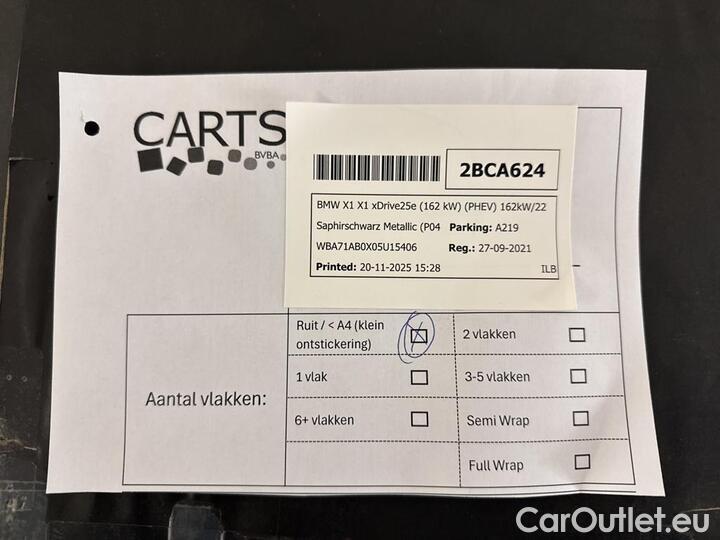 CARTS
BVBA
2BCA624
BMW X1 X1 xDrive25e (162 kW) (PHEV) 162kW/22
Saphirschwarz Metallic (P04 Parking: A219
WBA71AB0X05U15406 Reg.: 27-09-2021
Printed: 20-11-2025 15:28 ILB
Aantal vlakken:
Ruit / < A4 (klein
ontstickering)
2 vlakken
1 vlak
3-5 vlakken
6+ vlakken
Semi Wrap
Full Wrap
CarOutlet.eu